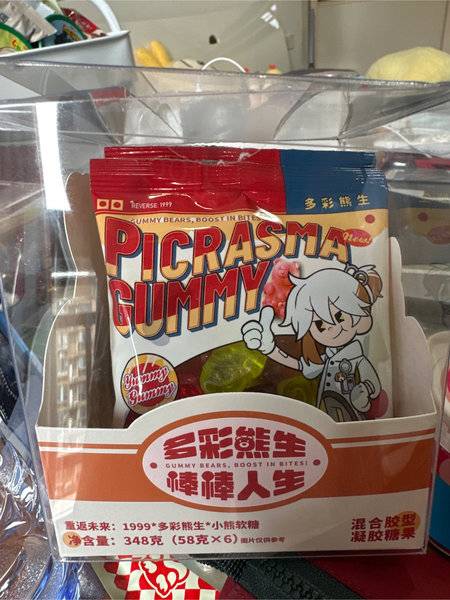 REVERSE 1999
多彩熊生
GUMMY BEARS, BOOST IN BITES!
PICRASMA
GUMMY
New!
Yummy
Gummy
多彩熊生
GUMMY BEARS, BOOST IN BITES!
棒棒人生
重返未来：1999*多彩熊生*小熊软糖
净含量：348克（58克×6）图片仅供参考
混合胶型
凝胶糖果